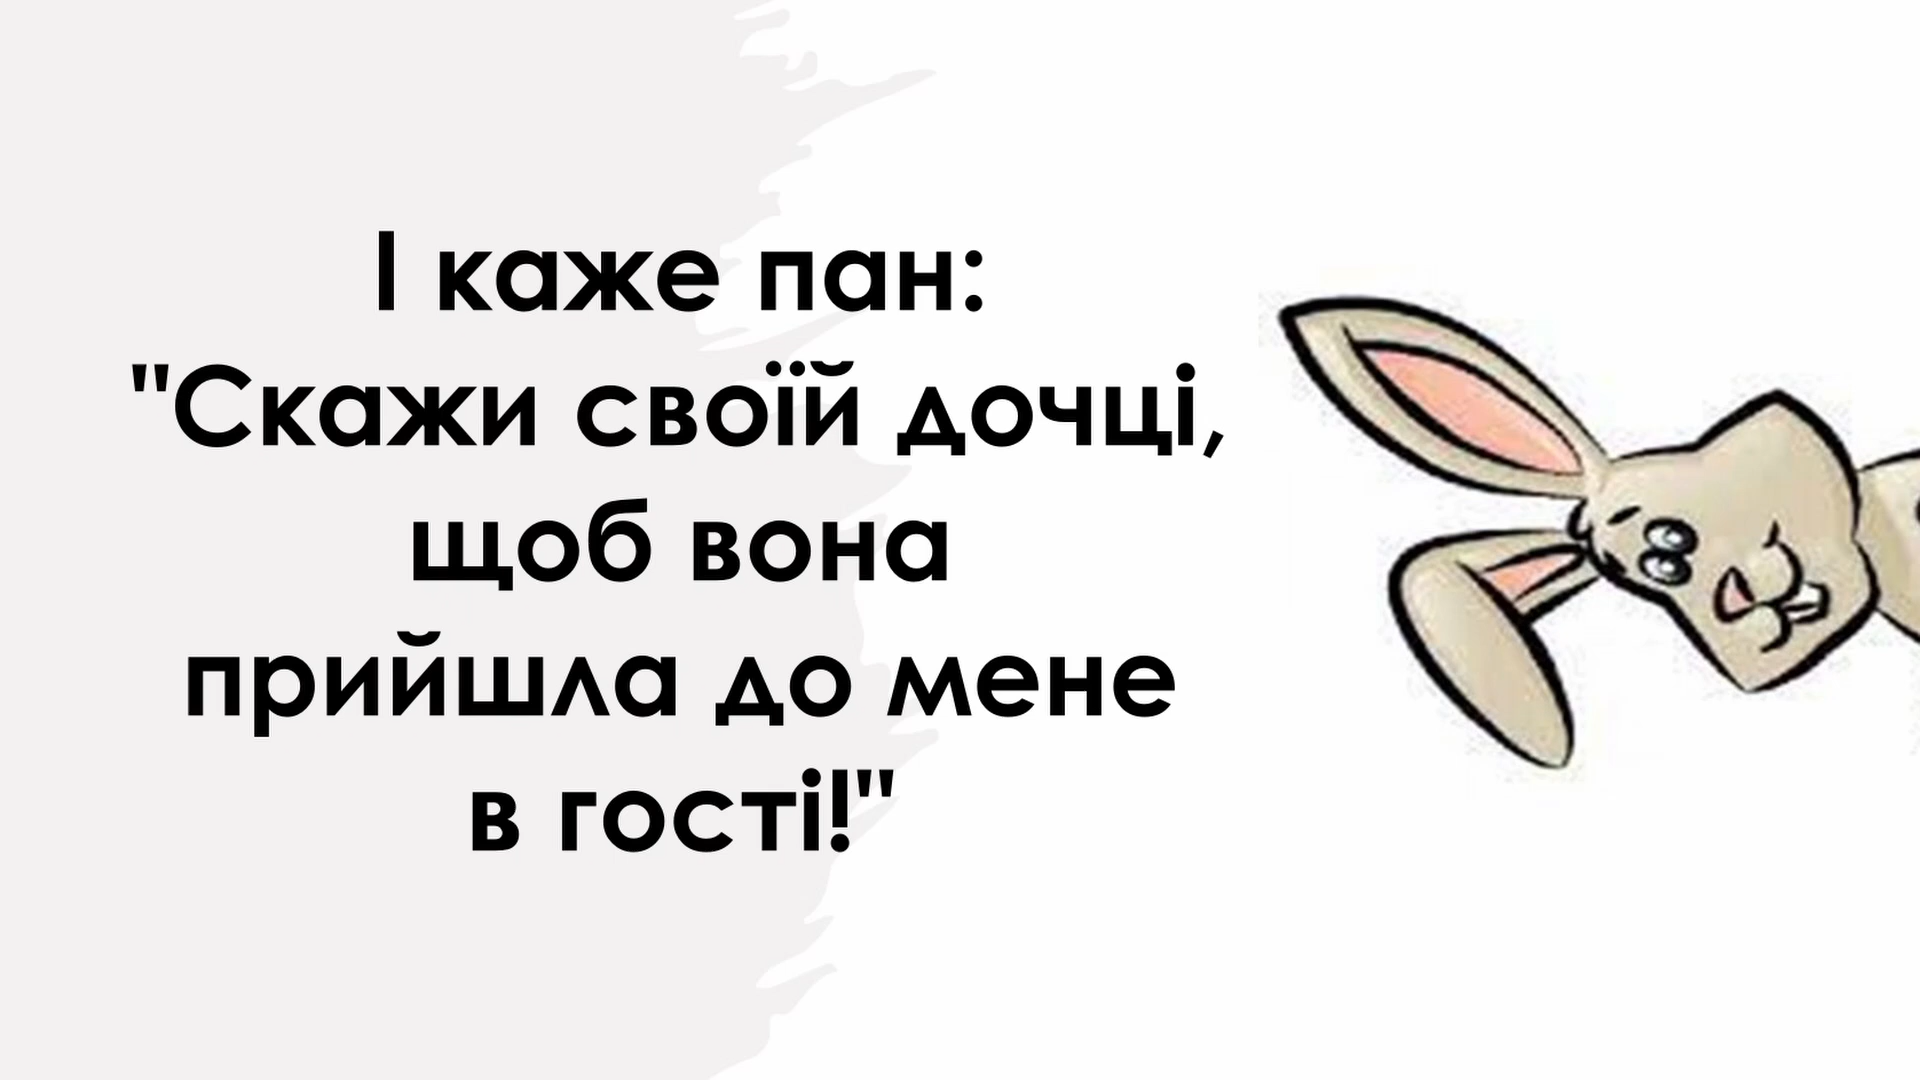 І каже пан:
"Скажи своїй дочці,
щоб вона
прийшла до мене
в гості!"